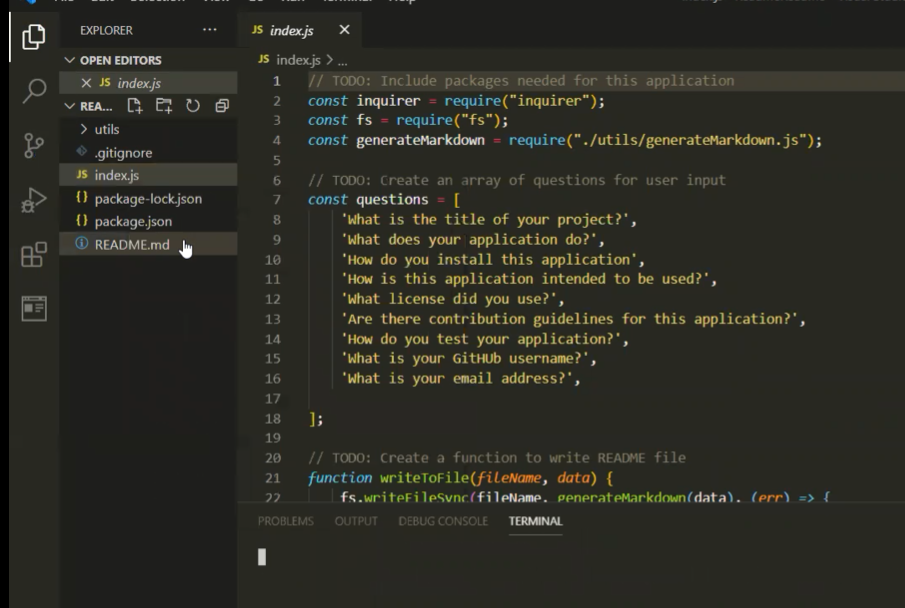 EXPLORER
OPEN EDITORS
JS index.js
REA...
utils
.gitignore
JS index.js
{} package-lock.json
{} package.json
README.md
JS index.js
JS index.js > ...
1 // TODO: Include packages needed for this application
2 const inquirer = require("inquirer");
3 const fs = require("fs");
4 const generateMarkdown = require("./utils/generateMarkdown.js");
5
6 // TODO: Create an array of questions for user input
7 const questions = [
8 'What is the title of your project?',
9 'What does your application do?',
10 'How do you install this application',
11 'How is this application intended to be used?',
12 'What license did you use?',
13 'Are there contribution guidelines for this application?',
14 'How do you test your application?',
15 'What is your GitHUb username?',
16 'What is your email address?',
17
18 ];
19
20 // TODO: Create a function to write README file
21 function writeToFile(fileName, data) {
22 fs.writeFileSync(fileName, generateMarkdown(data), (err) => {
PROBLEMS OUTPUT DEBUG CONSOLE TERMINAL